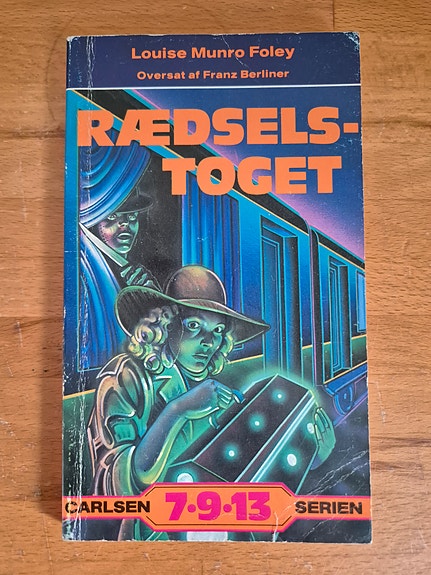 Louise Munro Foley
Oversat af Franz Berliner
RÆDSELS-
TOGET
CARLSEN 7·9·13 SERIEN